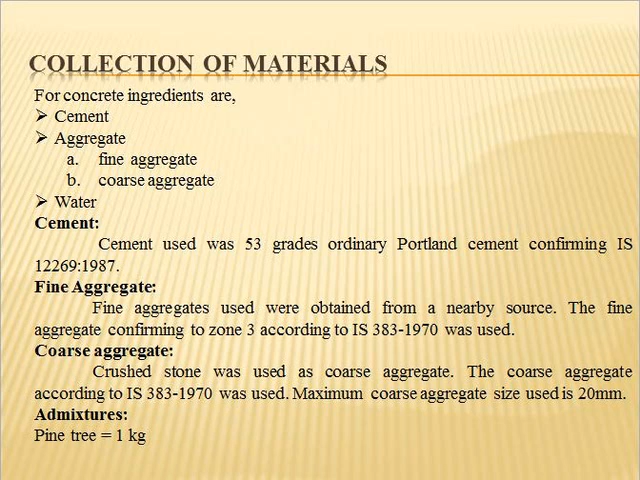 COLLECTION OF MATERIALS
For concrete ingredients are,
➢ Cement
➢ Aggregate
a. fine aggregate
b. coarse aggregate
➢ Water
Cement:
Cement used was 53 grades ordinary Portland cement confirming IS
12269:1987.
Fine Aggregate:
Fine aggregates used were obtained from a nearby source. The fine
aggregate confirming to zone 3 according to IS 383-1970 was used.
Coarse aggregate:
Crushed stone was used as coarse aggregate. The coarse aggregate
according to IS 383-1970 was used. Maximum coarse aggregate size used is 20mm.
Admixtures:
Pine tree = 1 kg